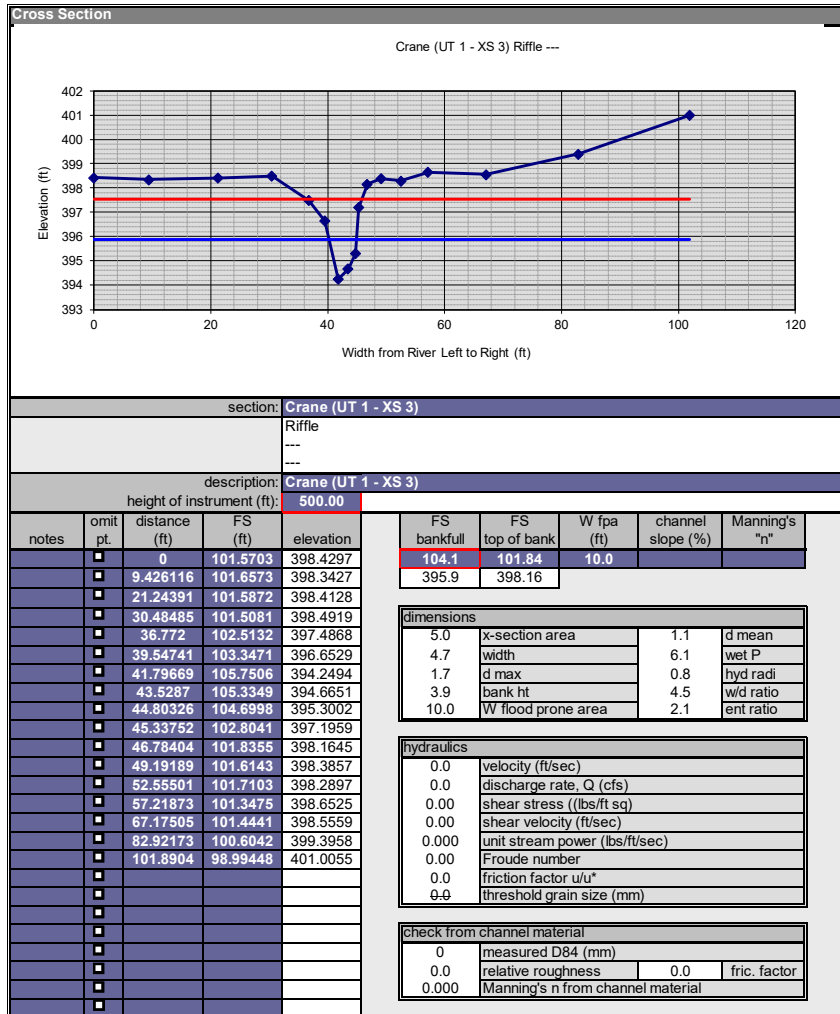 Cross Section
Crane (UT 1 - XS 3) Riffle ---
402
401
400
399
398
397
396
395
394
393
Elevation (ft)
0 20 40 60 80 100 120
Width from River Left to Right (ft)
section: Crane (UT 1 - XS 3)
Riffle
---
---
description: Crane (UT 1 - XS 3)
height of instrument (ft): 500.00
omit distance FS FS FS W fpa channel Manning's
notes pt. (ft) (ft) elevation bankfull top of bank (ft) slope (%) "n"
0 101.5703 398.4297 104.1 101.84 10.0
9.426116 101.6573 398.3427 395.9 398.16
21.24391 101.5872 398.4128
30.48485 101.5081 398.4919 dimensions
36.772 102.5132 397.4868 5.0 x-section area 1.1 d mean
39.54741 103.3471 396.6529 4.7 width 6.1 wet P
41.79669 105.7506 394.2494 1.7 d max 0.8 hyd radi
43.5287 105.3349 394.6651 3.9 bank ht 4.5 w/d ratio
44.80326 104.6998 395.3002 10.0 W flood prone area 2.1 ent ratio
45.33752 102.8041 397.1959
46.78404 101.8355 398.1645 hydraulics
49.19189 101.6143 398.3857 0.0 velocity (ft/sec)
52.55501 101.7103 398.2897 0.0 discharge rate, Q (cfs)
57.21873 101.3475 398.6525 0.00 shear stress ((lbs/ft sq)
67.17505 101.4441 398.5559 0.00 shear velocity (ft/sec)
82.92173 100.6042 399.3958 0.000 unit stream power (lbs/ft/sec)
101.8904 98.99448 401.0055 0.00 Froude number
0.0 friction factor u/u*
0.0 threshold grain size (mm)
check from channel material
0 measured D84 (mm)
0.0 relative roughness 0.0 fric. factor
0.000 Manning's n from channel material